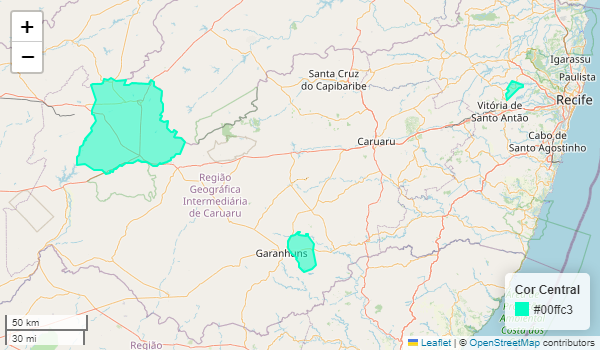 +
−
Igarassu
Paulista
Recife
Santa Cruz
do Capibaribe
Vitória de
Santo Antão
Caruaru
Cabo de
Santo Agostinho
Região
Geográfica
Intermediária
de Caruaru
Garanhuns
Cor Central
#00ffc3
50 km
30 mi
Região
Leaflet | © OpenStreetMap contributors